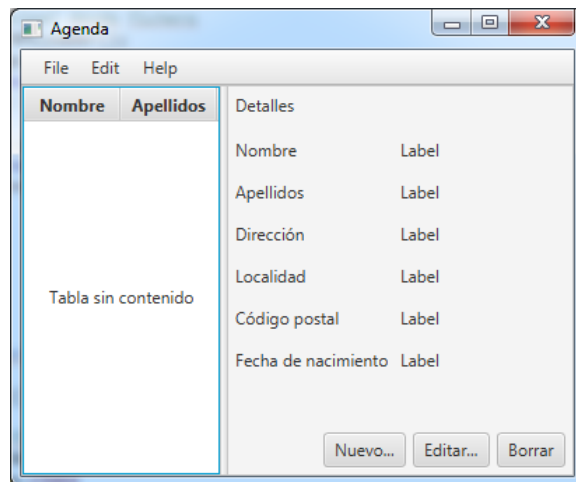 Agenda
File Edit Help
Nombre Apellidos
Tabla sin contenido
Detalles
Nombre Label
Apellidos Label
Dirección Label
Localidad Label
Código postal Label
Fecha de nacimiento Label
Nuevo... Editar... Borrar